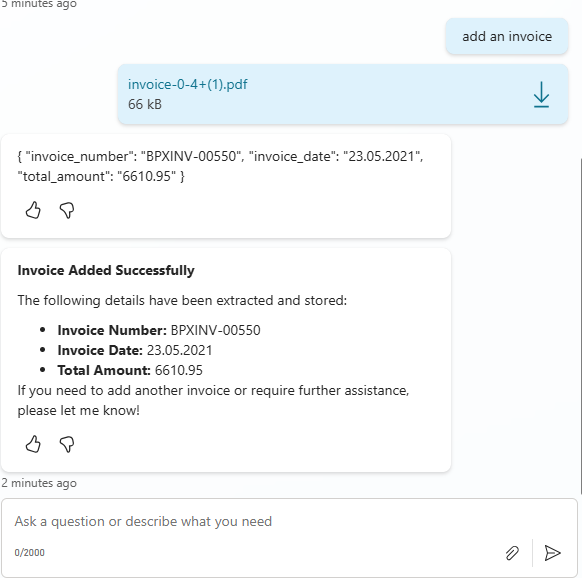 5 minutes ago
add an invoice
invoice-0-4+(1).pdf
66 kB
{ "invoice_number": "BPXINV-00550", "invoice_date": "23.05.2021",
"total_amount": "6610.95" }
Invoice Added Successfully
The following details have been extracted and stored:
• Invoice Number: BPXINV-00550
• Invoice Date: 23.05.2021
• Total Amount: 6610.95
If you need to add another invoice or require further assistance,
please let me know!
2 minutes ago
Ask a question or describe what you need
0/2000